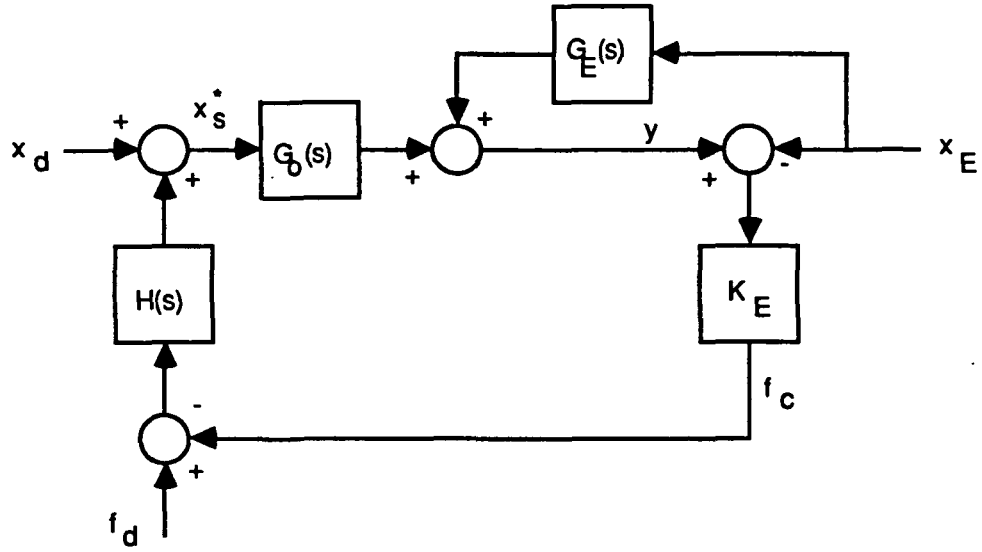 G_E(s)
x_s^*
+
+
y
x_d
G_o(s)
x_E
+
+
+
-
H(s)
K_E
f_c
-
+
f_d